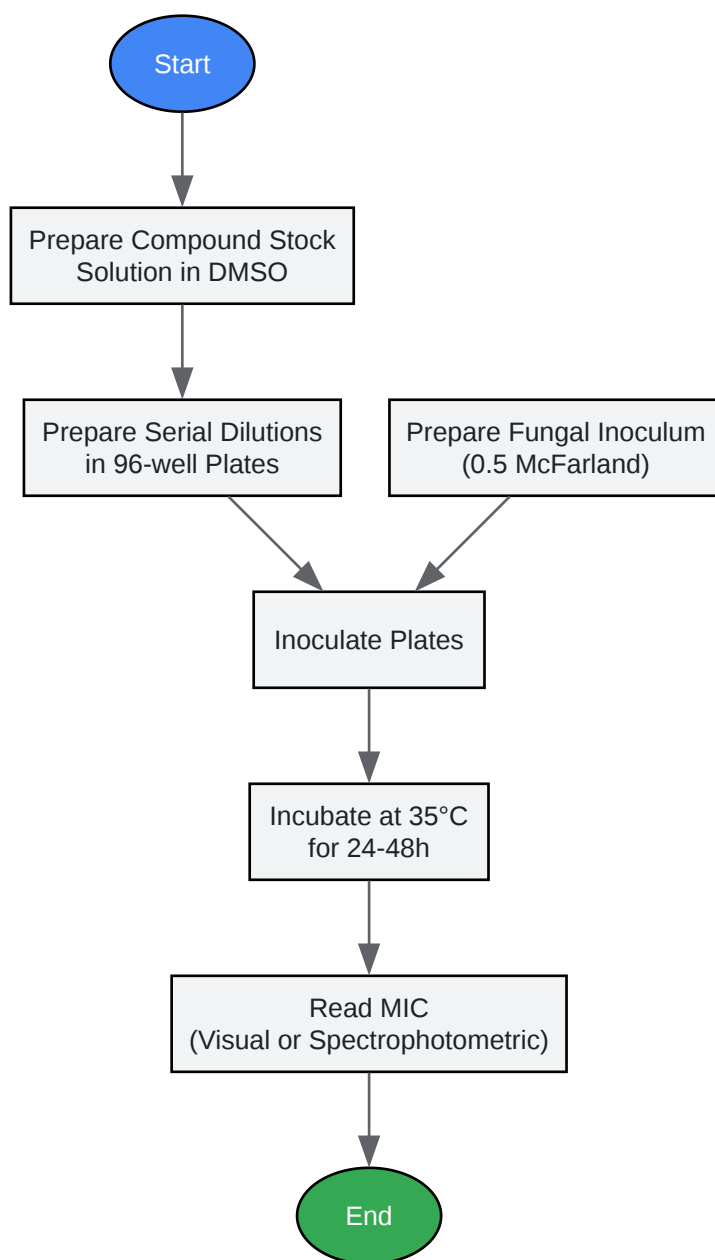 Start
Prepare Compound Stock
Solution in DMSO
Prepare Serial Dilutions
in 96-well Plates
Prepare Fungal Inoculum
(0.5 McFarland)
Inoculate Plates
Incubate at 35°C
for 24-48h
Read MIC
(Visual or Spectrophotometric)
End